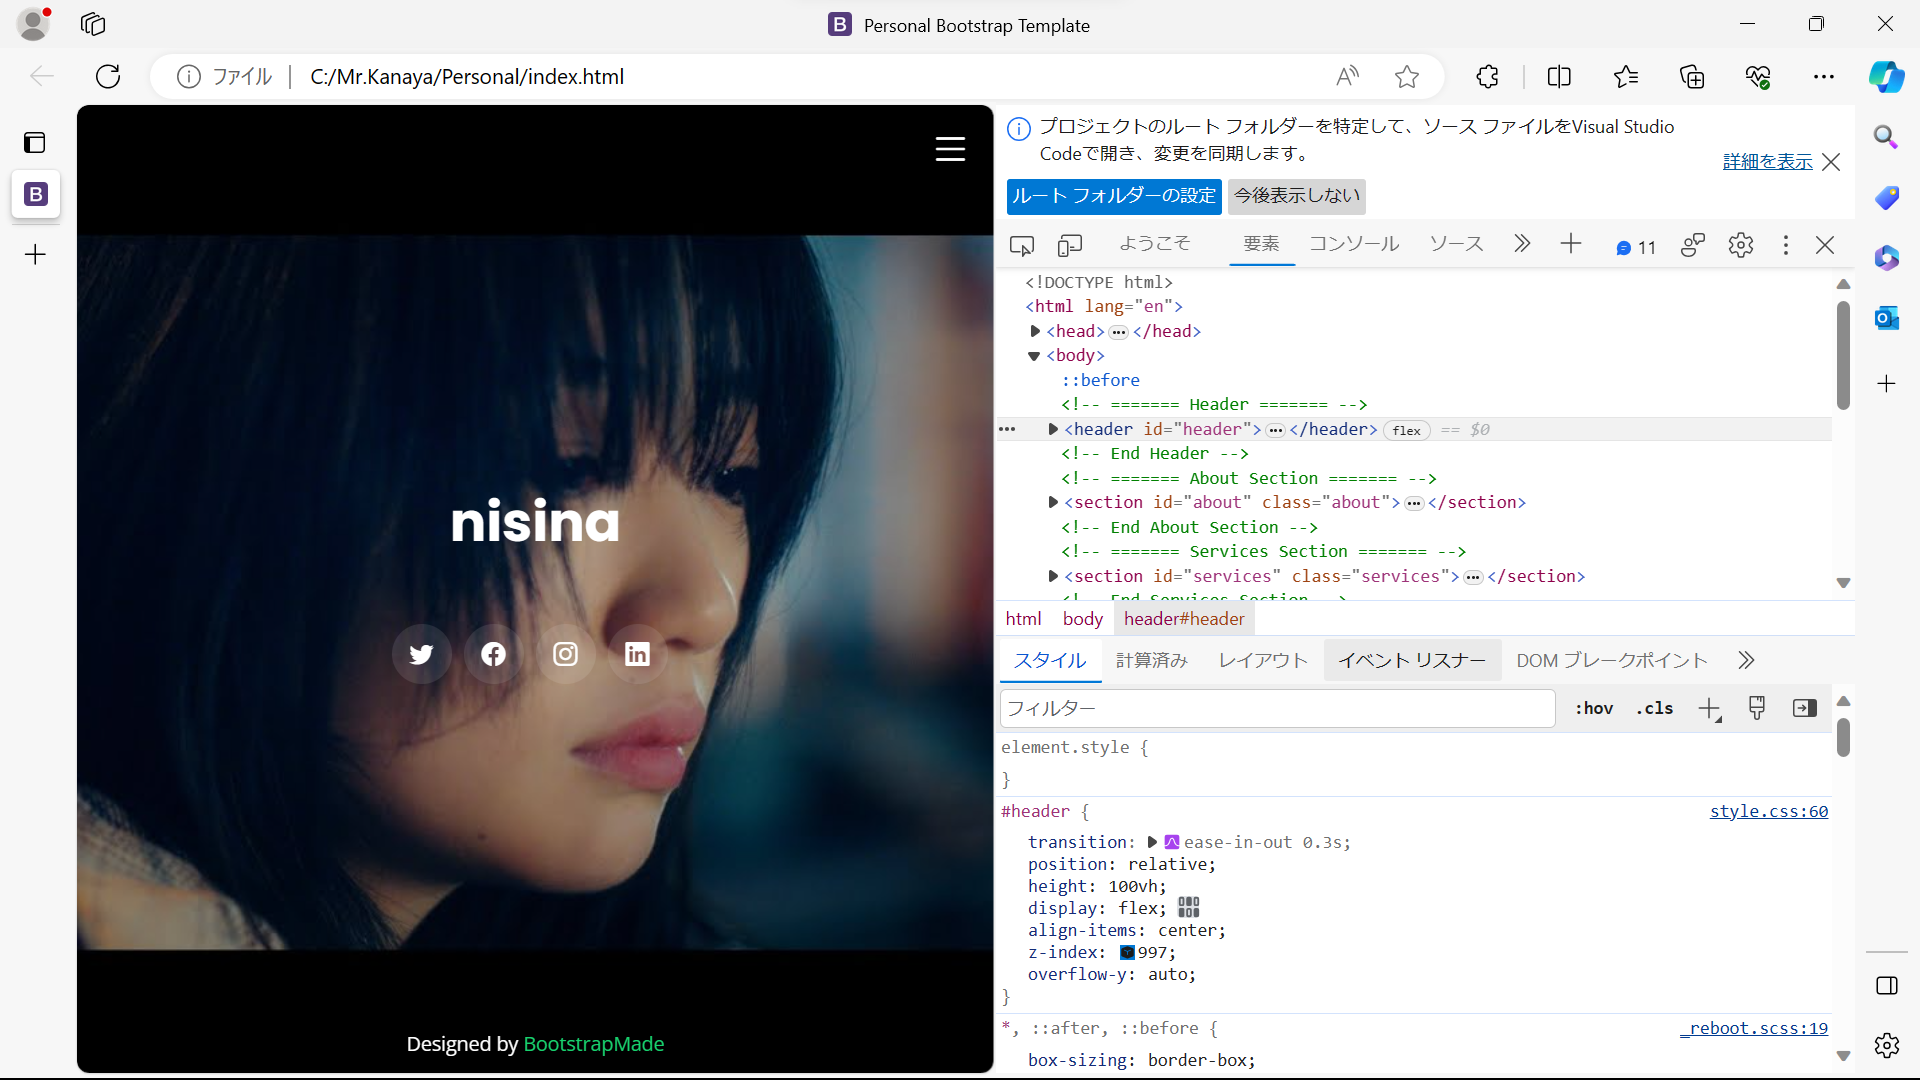 Personal Bootstrap Template
ファイル
C:/Mr.Kanaya/Personal/index.html
プロジェクトのルート フォルダーを特定して、ソース ファイルをVisual Studio
Codeで開き、変更を同期します。
詳細を表示
ルート フォルダーの設定
今後表示しない
ようこそ 要素 コンソール ソース 11
<!DOCTYPE html>
<html lang="en">
<head> … </head>
<body>
::before
<!-- ======= Header ======= -->
<header id="header"> … </header> flex == $0
<!-- End Header -->
<!-- ======= About Section ======= -->
<section id="about" class="about"> … </section>
<!-- End About Section -->
<!-- ======= Services Section ======= -->
<section id="services" class="services"> … </section>
<!-- End Services Section -->
html body header#header
スタイル 計算済み レイアウト イベント リスナー DOM ブレークポイント
フィルター :hov .cls
element.style {
}
#header { style.css:60
transition: ease-in-out 0.3s;
position: relative;
height: 100vh;
display: flex;
align-items: center;
z-index: 997;
overflow-y: auto;
}
*, ::after, ::before { _reboot.scss:19
box-sizing: border-box;
nisina
Designed by BootstrapMade